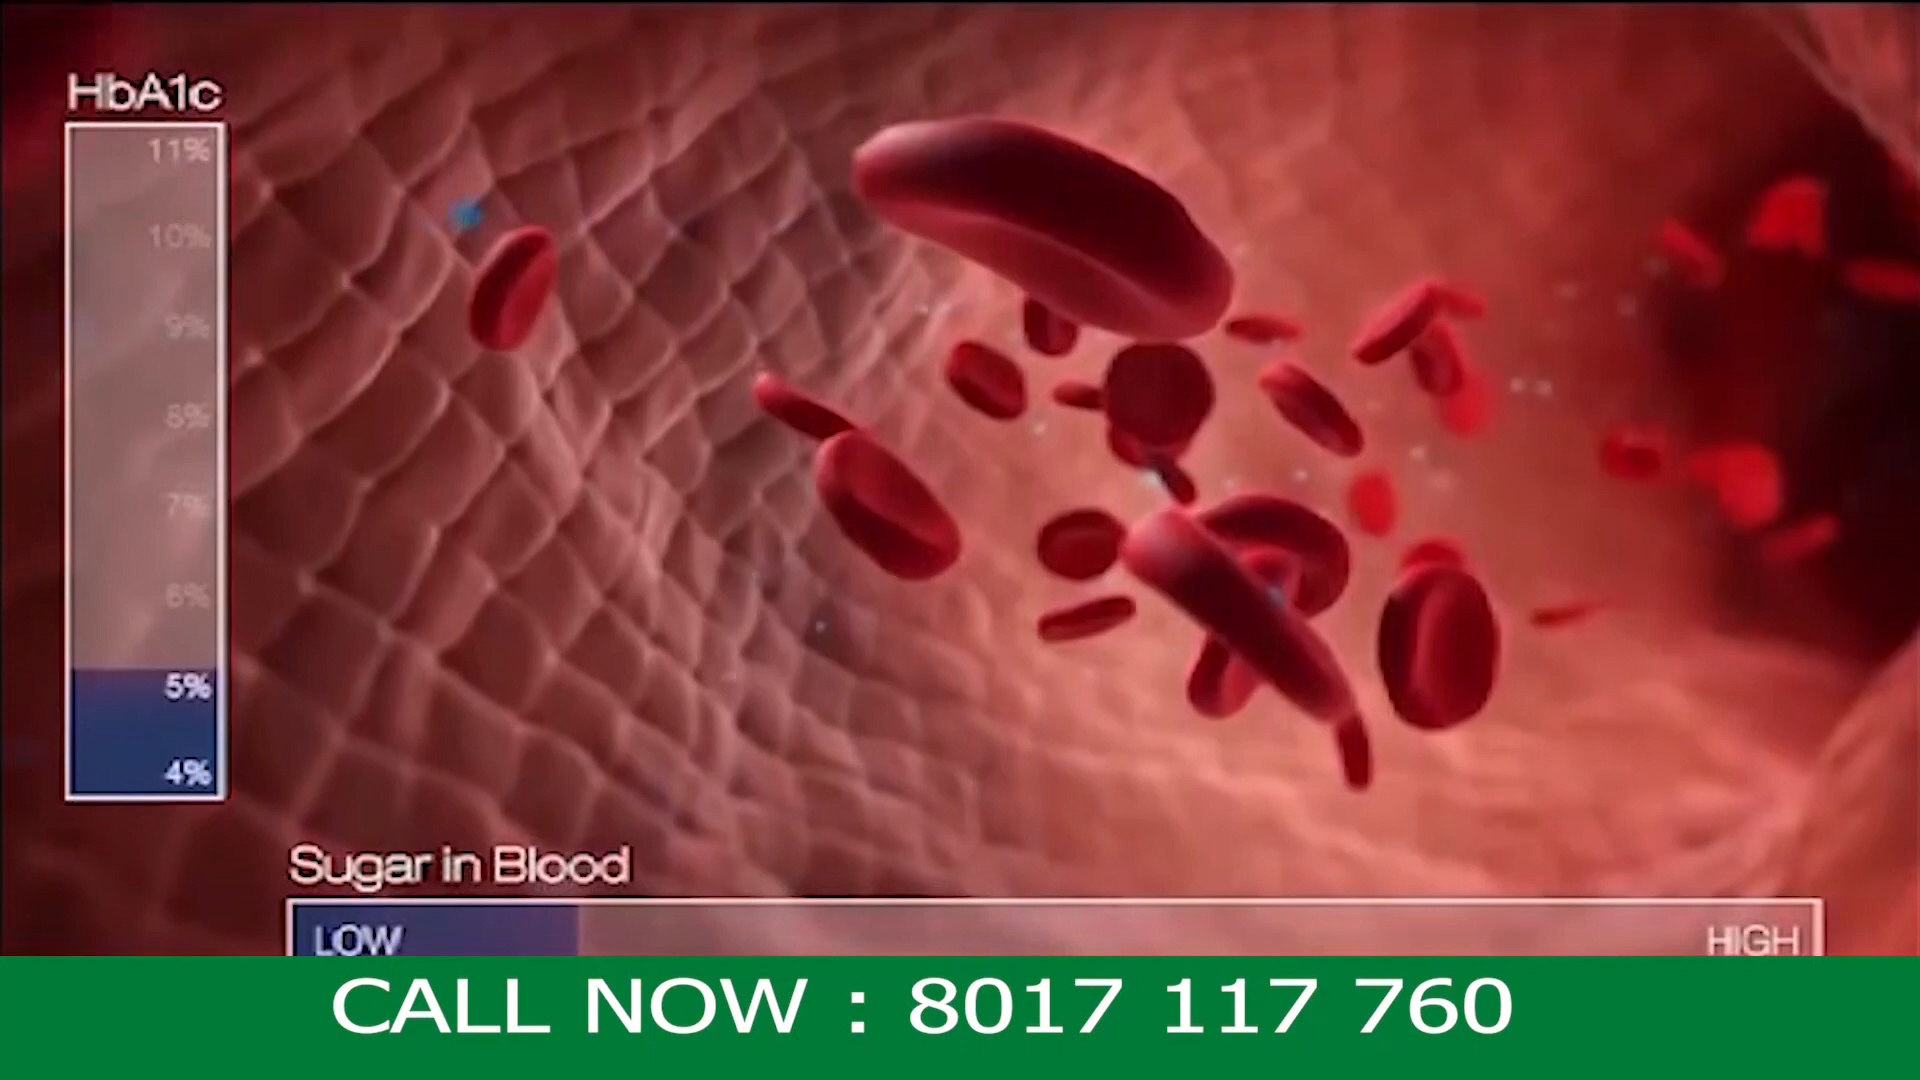 HbA1c
11%
10%
9%
8%
7%
6%
5%
4%
Sugar in Blood
LOW HIGH
CALL NOW : 8017 117 760